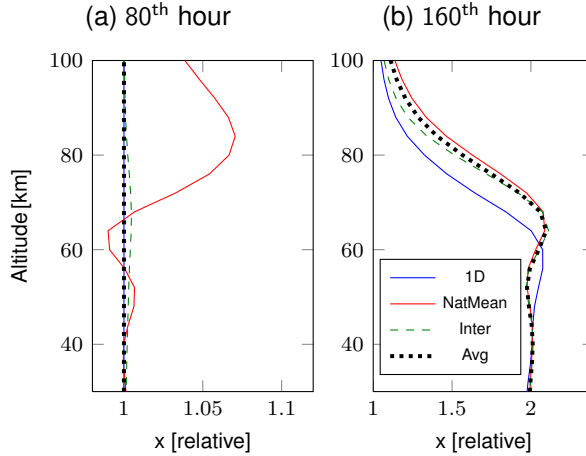 (a) 80th hour
(b) 160th hour
100
80
60
40
Altitude [km]
1
1.05
1.1
x [relative]
100
80
60
40
1D
NatMean
Inter
Avg
1
1.5
2
x [relative]